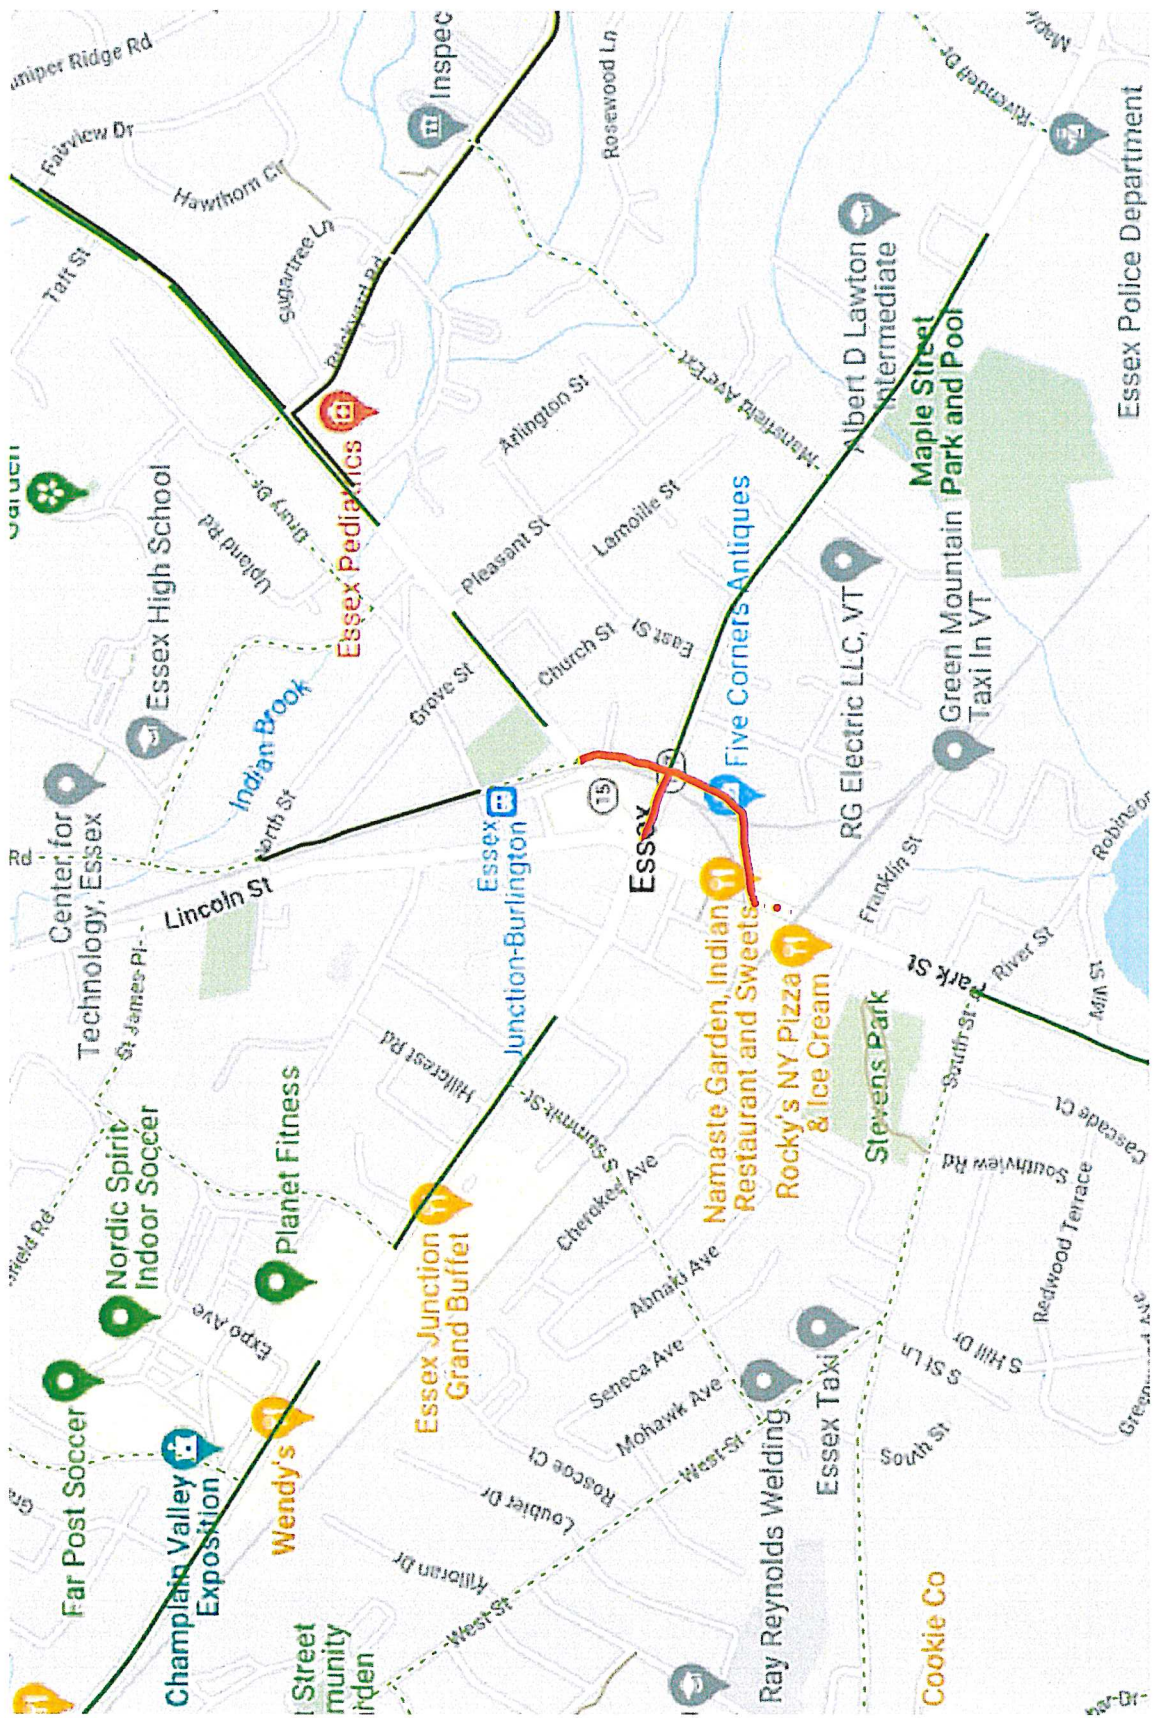 Juniper Ridge Rd
Fairview Dr
Hawthorn Cir
Taft St
Sugartree Ln
Brickyard Rd
Inspec
Rosewood Ln
Rivendell Dr
Maple
Essex Police Department
Albert D Lawton
Intermediate
Maple Street
Park and Pool
Mansfield Ave Ext
Arlington St
Essex Pediatrics
Essex High School
Drury Dr
Upland Rd
Pleasant St
Lamoille St
Church St
East St
Five Corners Antiques
RG Electric LLC, VT
Green Mountain
Taxi In VT
Grove St
Indian Brook
North St
Center for
Technology, Essex
Rd
Lincoln St
St James Pl
Essex
Junction-Burlington
15
Essex
Namaste Garden, Indian
Restaurant and Sweets
Rocky's NY Pizza
& Ice Cream
Franklin St
Robinson
Park St
River St
Mill St
South St
Stevens Park
Hillcrest Rd
S Summit St
Cherokee Ave
Abnaki Ave
Seneca Ave
Mohawk Ave
Southview Rd
Cascade Ct
Redwood Terrace
S Hill Dr
S St Ln
South St
Nordic Spirit
Indoor Soccer
Planet Fitness
Expo Ave
Essex Junction
Grand Buffet
Far Post Soccer
Champlain Valley
Exposition
Wendy's
Roscoe Ct
Loubier Dr
Killoran Dr
West St
West St
Essex Taxi
Ray Reynolds Welding
Cookie Co
Street